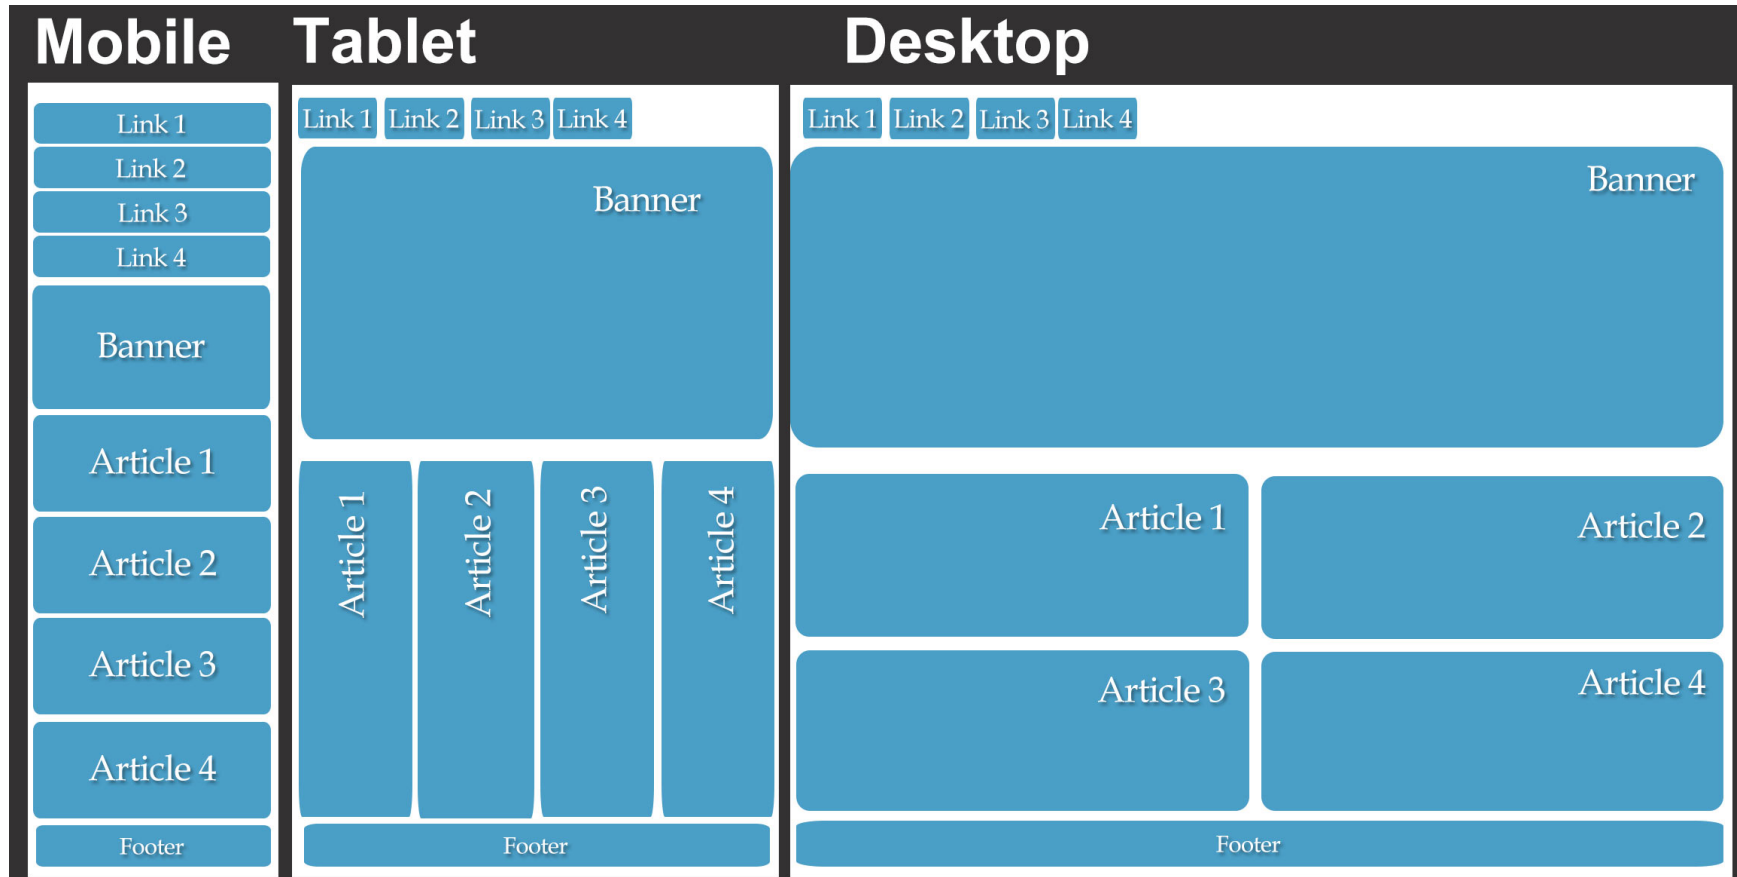 Mobile
Link 1
Link 2
Link 3
Link 4
Banner
Article 1
Article 2
Article 3
Article 4
Footer
Tablet
Link 1 Link 2 Link 3 Link 4
Banner
Article 1
Article 2
Article 3
Article 4
Footer
Desktop
Link 1 Link 2 Link 3 Link 4
Banner
Article 1
Article 2
Article 3
Article 4
Footer